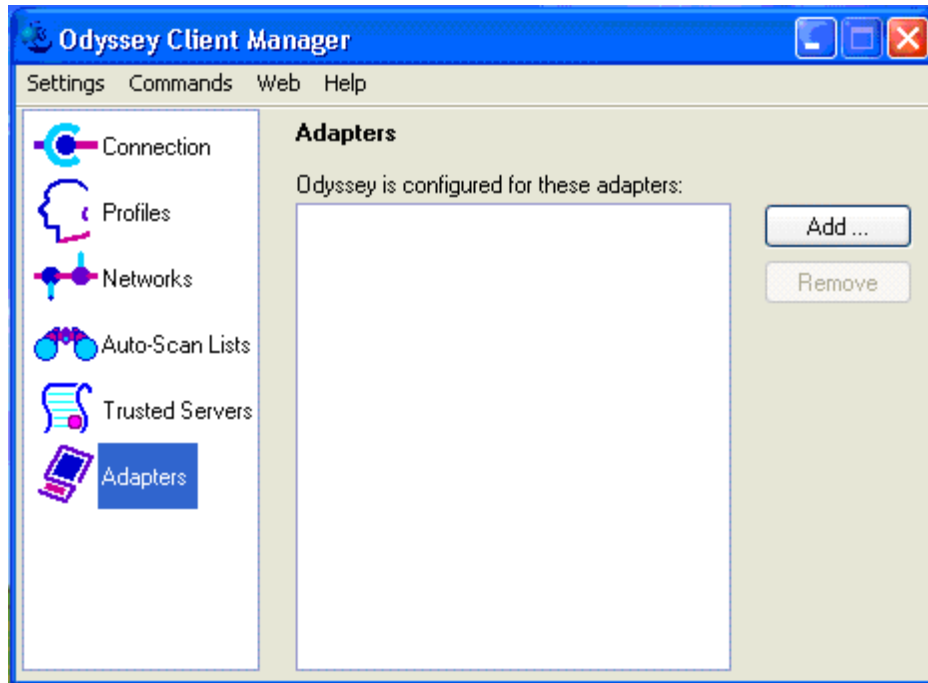 Odyssey Client Manager
Settings Commands Web Help
Connection
Profiles
Networks
Auto-Scan Lists
Trusted Servers
Adapters
Adapters
Odyssey is configured for these adapters:
Add ...
Remove